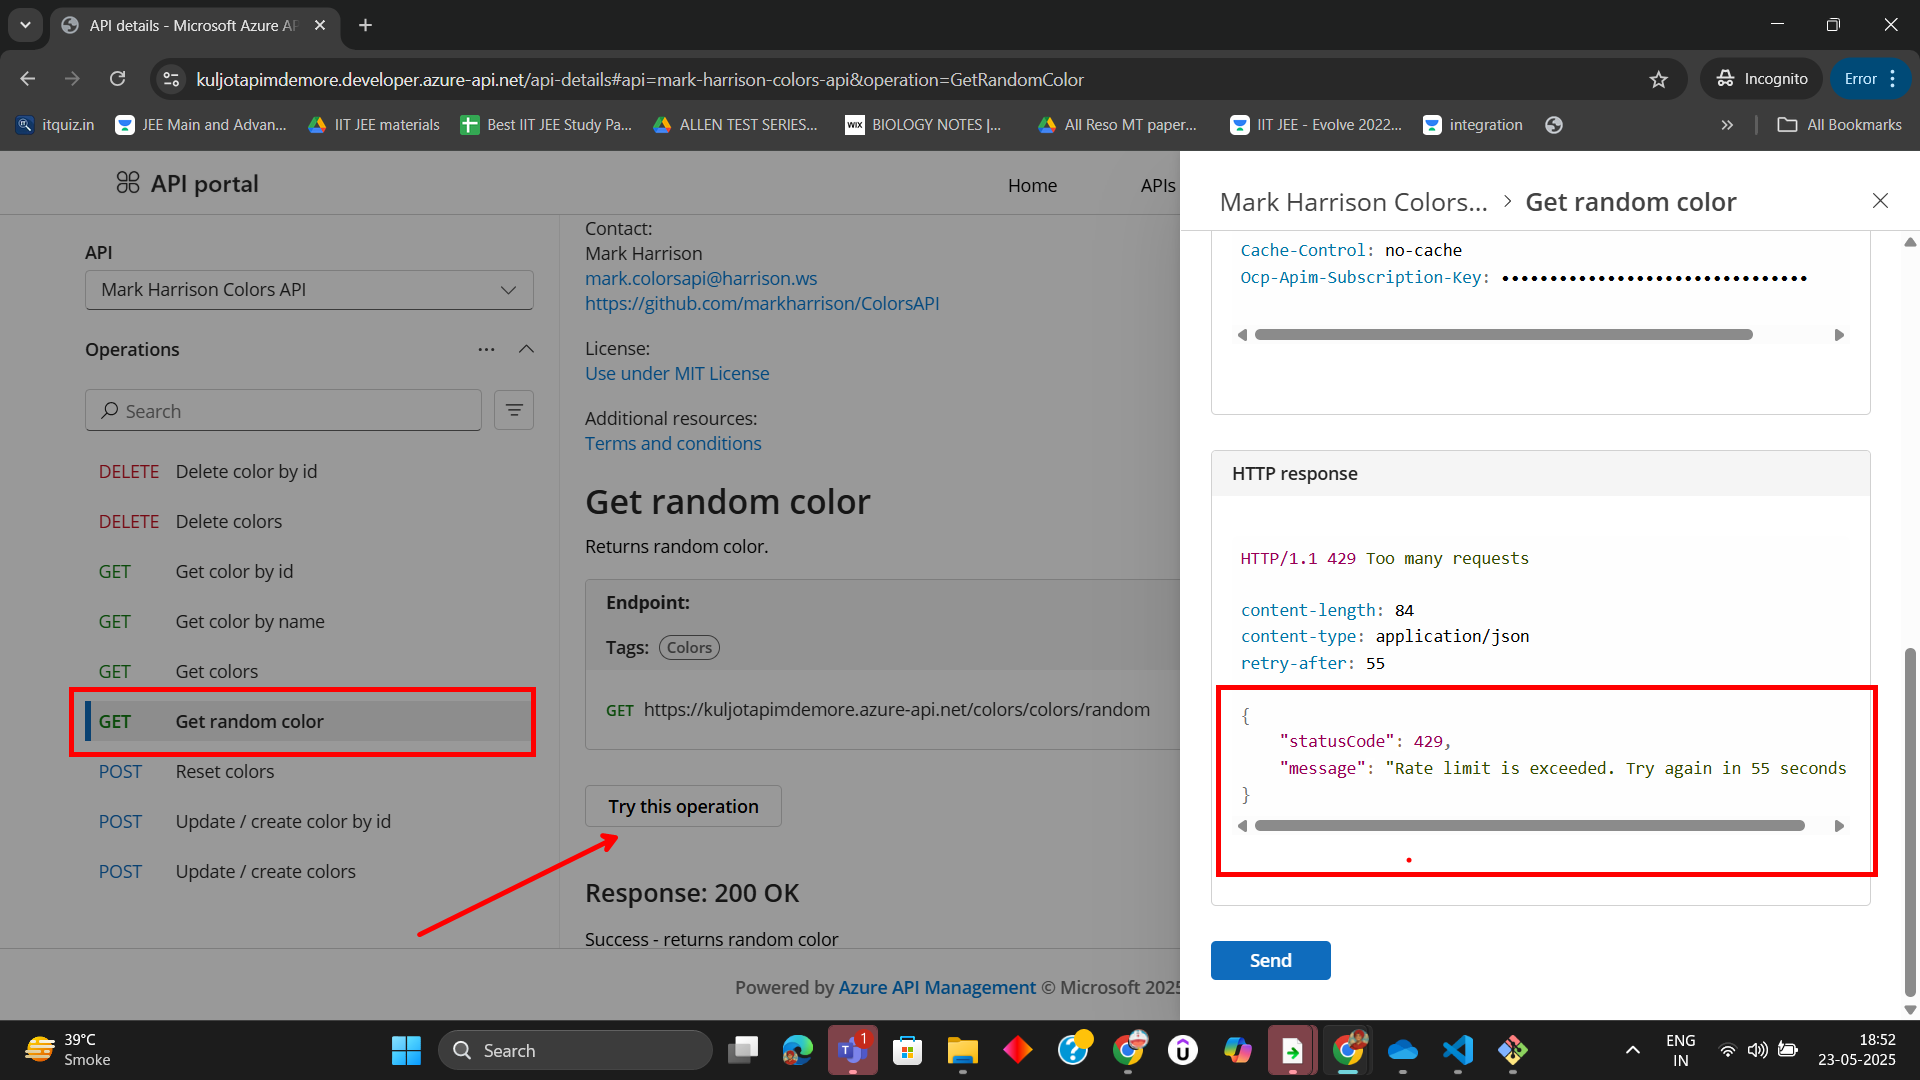 API details - Microsoft Azure AP
kuljotapimdemore.developer.azure-api.net/api-details#api=mark-harrison-colors-api&operation=GetRandomColor
Incognito
Error
itquiz.in
JEE Main and Advan...
IIT JEE materials
Best IIT JEE Study Pa...
ALLEN TEST SERIES...
WIX
BIOLOGY NOTES |...
All Reso MT paper...
IIT JEE - Evolve 2022...
integration
All Bookmarks
API portal
Home
APIs
API
Mark Harrison Colors API
Operations
Search
DELETE Delete color by id
DELETE Delete colors
GET Get color by id
GET Get color by name
GET Get colors
GET Get random color
POST Reset colors
POST Update / create color by id
POST Update / create colors
Contact:
Mark Harrison
mark.colorsapi@harrison.ws
https://github.com/markharrison/ColorsAPI
License:
Use under MIT License
Additional resources:
Terms and conditions
Get random color
Returns random color.
Endpoint:
Tags: Colors
GET https://kuljotapimdemore.azure-api.net/colors/colors/random
Try this operation
Response: 200 OK
Success - returns random color
Powered by Azure API Management © Microsoft 2025
Mark Harrison Colors... > Get random color
Cache-Control: no-cache
Ocp-Apim-Subscription-Key: ••••••••••••••••••••••••••••••••
HTTP response
HTTP/1.1 429 Too many requests
content-length: 84
content-type: application/json
retry-after: 55
{
"statusCode": 429,
"message": "Rate limit is exceeded. Try again in 55 seconds
}
Send
39°C
Smoke
Search
1
ENG
IN
18:52
23-05-2025